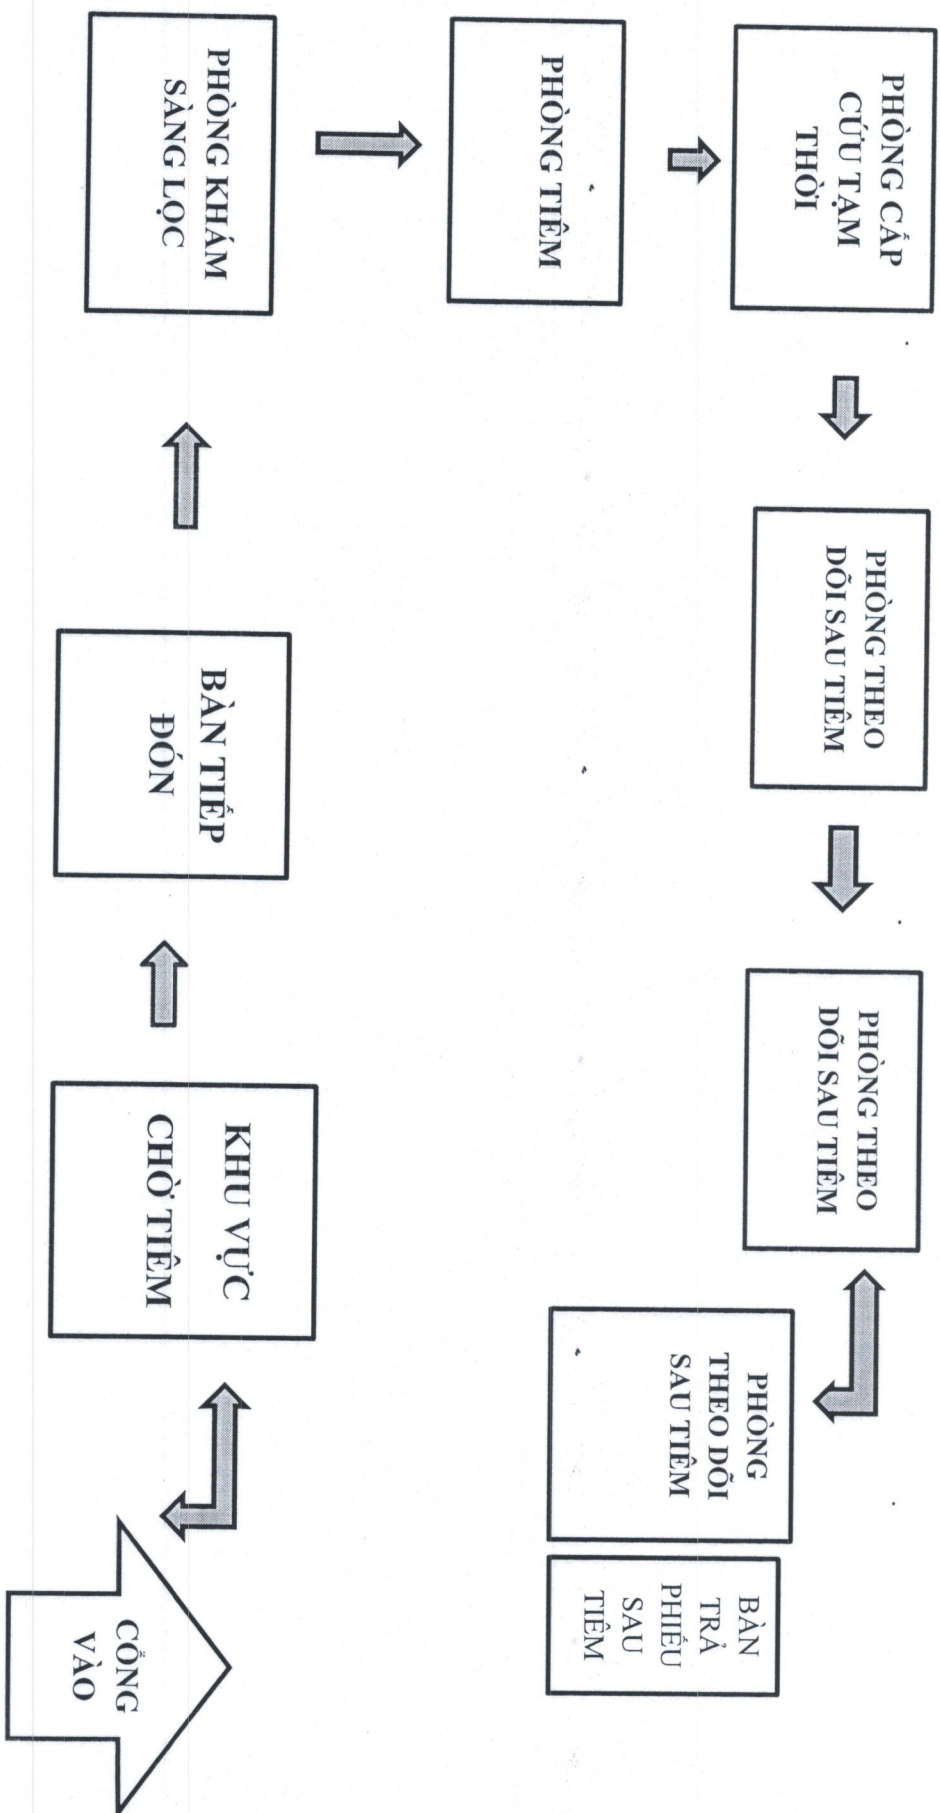 PHÒNG CẤP
CỨU TẠM
THỜI
PHÒNG THEO
DÕI SAU TIÊM
PHÒNG THEO
DÕI SAU TIÊM
PHÒNG
THEO DÕI
SAU TIÊM
BÀN
TRẢ
PHIẾU
SAU
TIÊM
PHÒNG TIÊM
PHÒNG KHÁM
SÀNG LỌC
BÀN TIẾP
ĐÓN
KHU VỰC
CHỜ TIÊM
CỔNG
VÀO